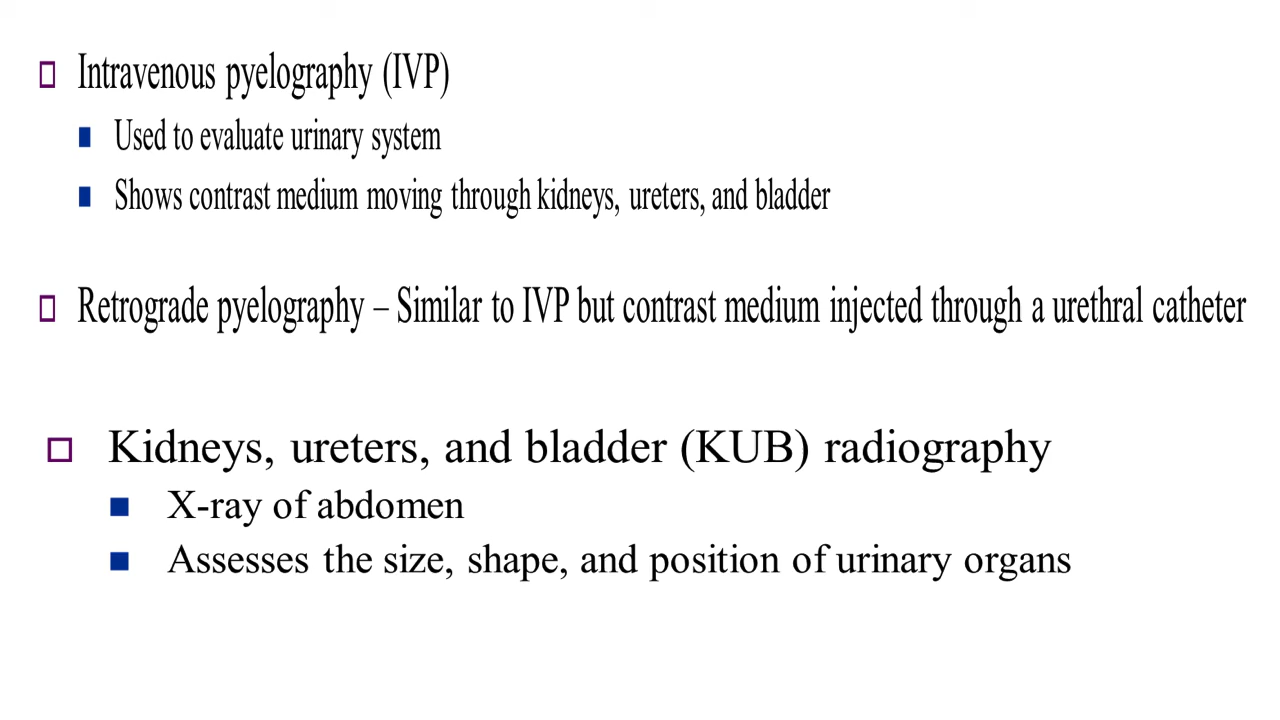 Intravenous pyelography (IVP)
Used to evaluate urinary system
Shows contrast medium moving through kidneys, ureters, and bladder
Retrograde pyelography – Similar to IVP but contrast medium injected through a urethral catheter
Kidneys, ureters, and bladder (KUB) radiography
X-ray of abdomen
Assesses the size, shape, and position of urinary organs